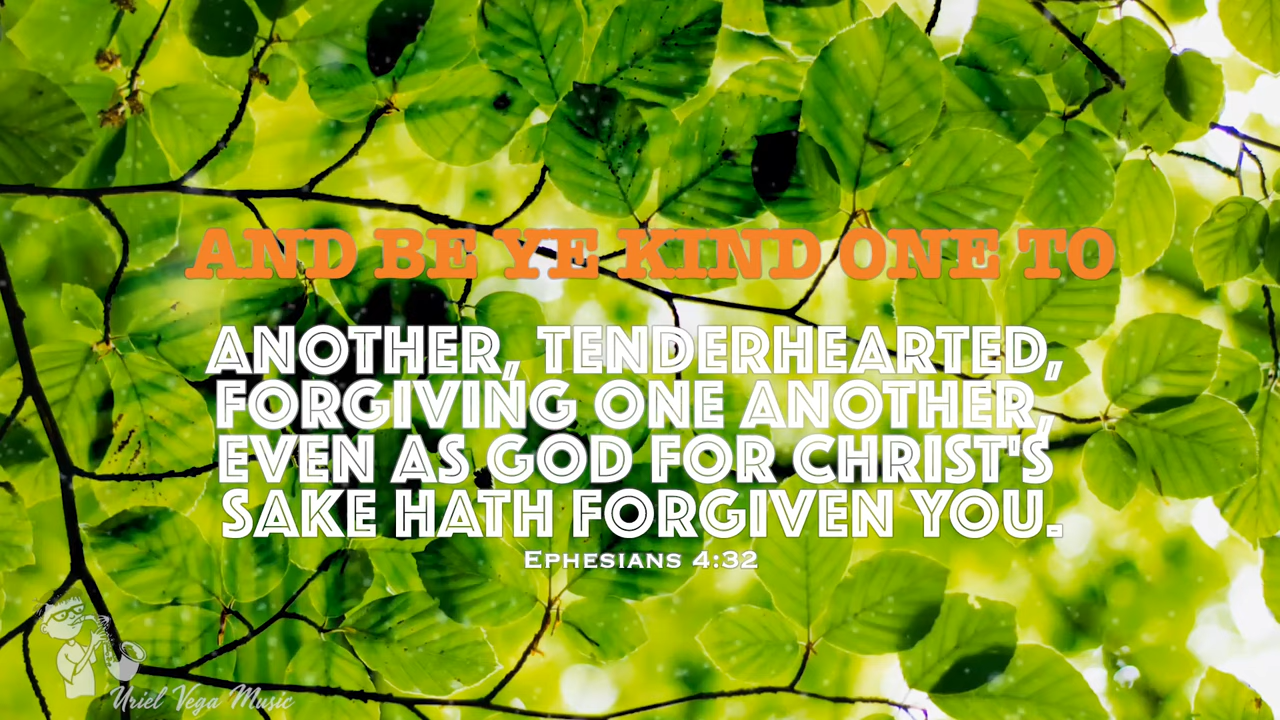 AND BE YE KIND ONE TO
ANOTHER, TENDERHEARTED,
FORGIVING ONE ANOTHER,
EVEN AS GOD FOR CHRIST'S
SAKE HATH FORGIVEN YOU.
EPHESIANS 4:32
Uriel Vega Music